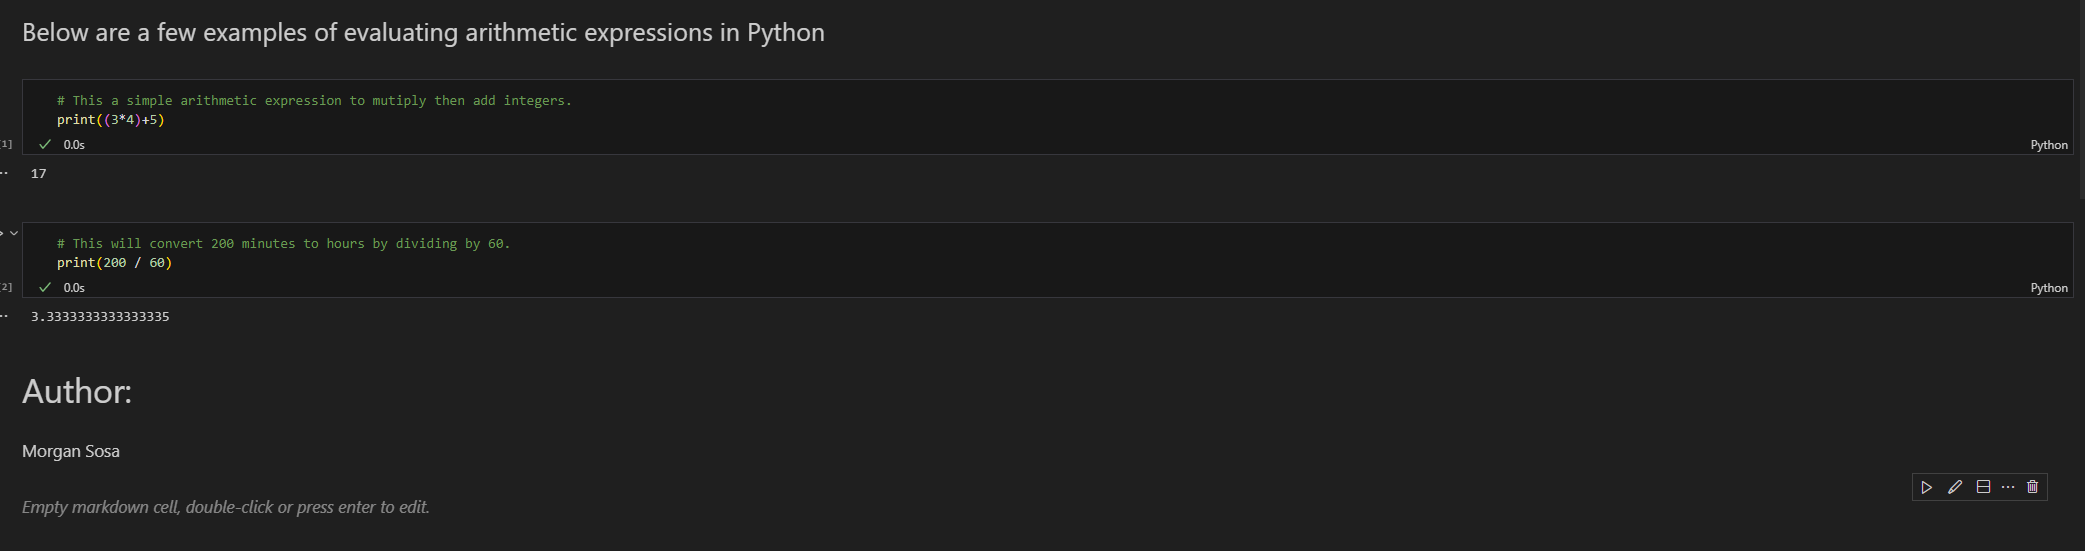 Below are a few examples of evaluating arithmetic expressions in Python
# This a simple arithmetic expression to mutiply then add integers.
print((3*4)+5)
[1]
0.0s
Python
17
# This will convert 200 minutes to hours by dividing by 60.
print(200 / 60)
[2]
0.0s
Python
3.3333333333333335
Author:
Morgan Sosa
Empty markdown cell, double-click or press enter to edit.